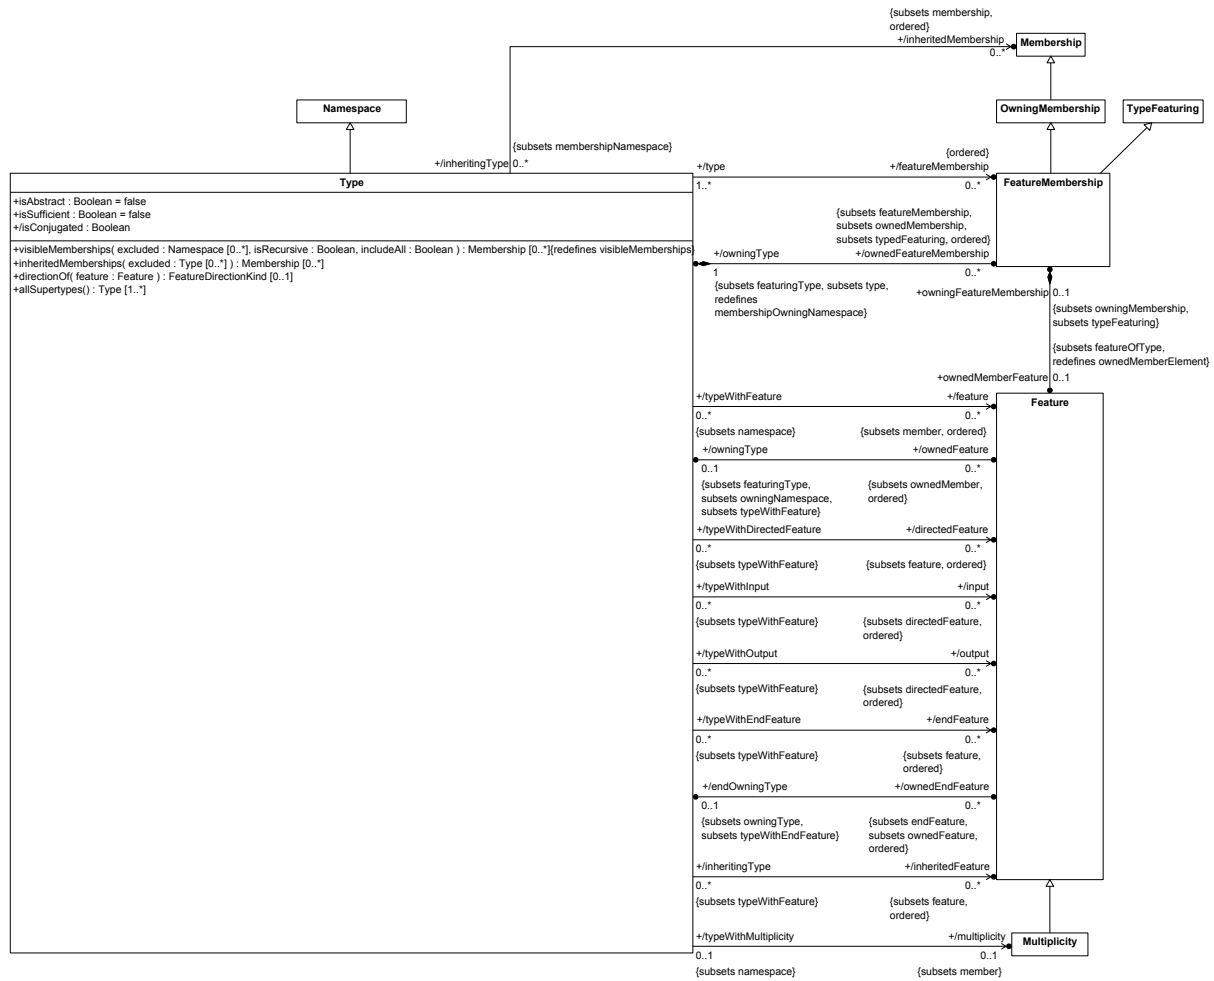 {subsets membership,
ordered}
+/inheritedMembership
0..*
Membership
Namespace
OwningMembership
TypeFeaturing
{subsets membershipNamespace}
+/inheritingType 0..*
Type
+isAbstract : Boolean = false
+isSufficient : Boolean = false
+/isConjugated : Boolean
+visibleMemberships( excluded : Namespace [0..*], isRecursive : Boolean, includeAll : Boolean ) : Membership [0..*]{redefines visibleMemberships}
+inheritedMemberships( excluded : Type [0..*] ) : Membership [0..*]
+directionOf( feature : Feature ) : FeatureDirectionKind [0..1]
+allSupertypes() : Type [1..*]
{ordered}
+/type +/featureMembership
1..* 0..*
FeatureMembership
{subsets featureMembership,
subsets ownedMembership,
subsets typedFeaturing, ordered}
+/owningType +/ownedFeatureMembership
1 0..*
{subsets featuringType, subsets type,
redefines
membershipOwningNamespace}
+owningFeatureMembership 0..1
{subsets owningMembership,
subsets typeFeaturing}
{subsets featureOfType,
redefines ownedMemberElement}
+ownedMemberFeature 0..1
Feature
+/typeWithFeature +/feature
0..* 0..*
{subsets namespace} {subsets member, ordered}
+/owningType +/ownedFeature
0..1 0..*
{subsets featuringType, {subsets ownedMember,
subsets owningNamespace, ordered}
subsets typeWithFeature}
+/typeWithDirectedFeature +/directedFeature
0..* 0..*
{subsets typeWithFeature} {subsets feature, ordered}
+/typeWithInput +/input
0..* 0..*
{subsets typeWithFeature} {subsets directedFeature,
ordered}
+/typeWithOutput +/output
0..* 0..*
{subsets typeWithFeature} {subsets directedFeature,
ordered}
+/typeWithEndFeature +/endFeature
0..* 0..*
{subsets typeWithFeature} {subsets feature,
ordered}
+/endOwningType +/ownedEndFeature
0..1 0..*
{subsets owningType, {subsets endFeature,
subsets typeWithEndFeature} subsets ownedFeature,
ordered}
+/inheritingType +/inheritedFeature
0..* 0..*
{subsets typeWithFeature} {subsets feature,
ordered}
+/typeWithMultiplicity +/multiplicity
0..1 0..1
{subsets namespace} {subsets member}
Multiplicity